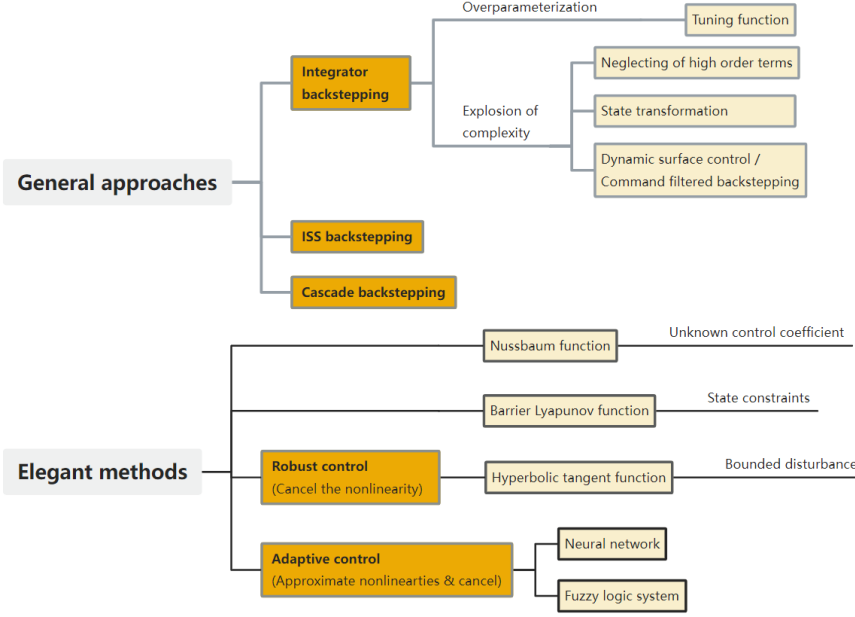 Overparameterization
Tuning function
Integrator
backstepping
Neglecting of high order terms
Explosion of
complexity
State transformation
Dynamic surface control /
Command filtered backstepping
General approaches
ISS backstepping
Cascade backstepping
Nussbaum function
Unknown control coefficient
Barrier Lyapunov function
State constraints
Elegant methods
Robust control
(Cancel the nonlinearity)
Hyperbolic tangent function
Bounded disturbance
Adaptive control
(Approximate nonlinearties & cancel)
Neural network
Fuzzy logic system